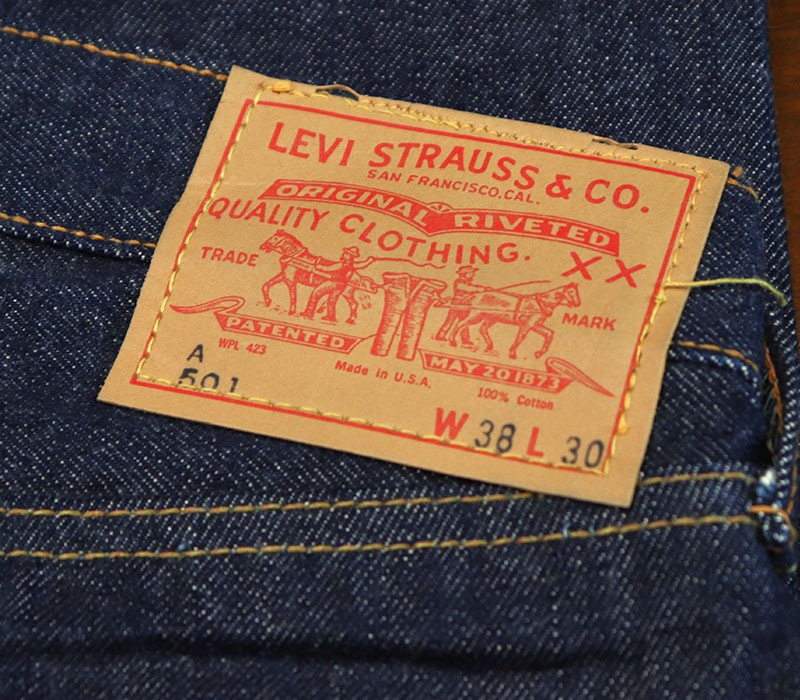 LEVI STRAUSS & CO.
SAN FRANCISCO, CAL.
ORIGINAL RIVETED
QUALITY CLOTHING.
XX
TRADE
MARK
PATENTED
MAY 20 1873
WPL 423
Made in U.S.A.
100% Cotton
A
501
W 38 L 30